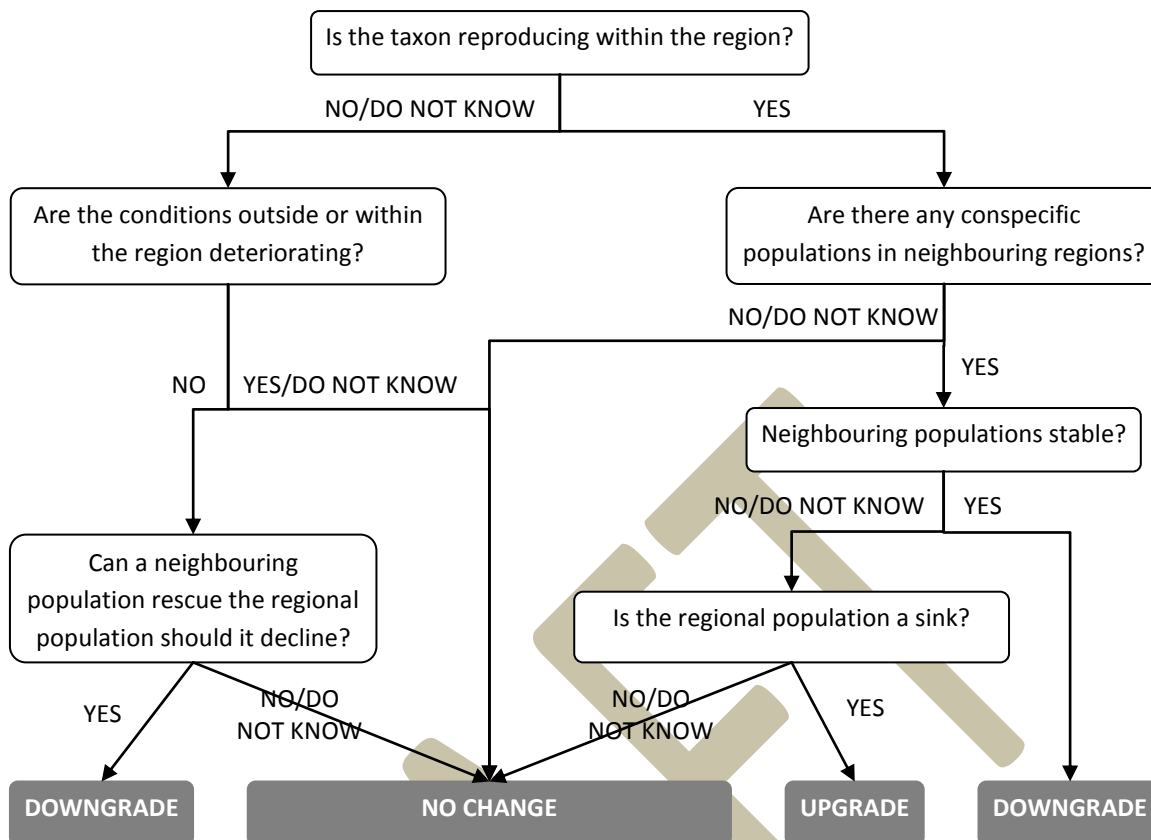 Is the taxon reproducing within the region?
NO/DO NOT KNOW
YES
Are the conditions outside or within
the region deteriorating?
Are there any conspecific
populations in neighbouring regions?
NO/DO NOT KNOW
NO
YES/DO NOT KNOW
YES
Neighbouring populations stable?
NO/DO NOT KNOW
YES
Can a neighbouring
population rescue the regional
population should it decline?
Is the regional population a sink?
YES
NO/DO
NOT KNOW
NO/DO
NOT KNOW
YES
DOWNGRADE
NO CHANGE
UPGRADE
DOWNGRADE